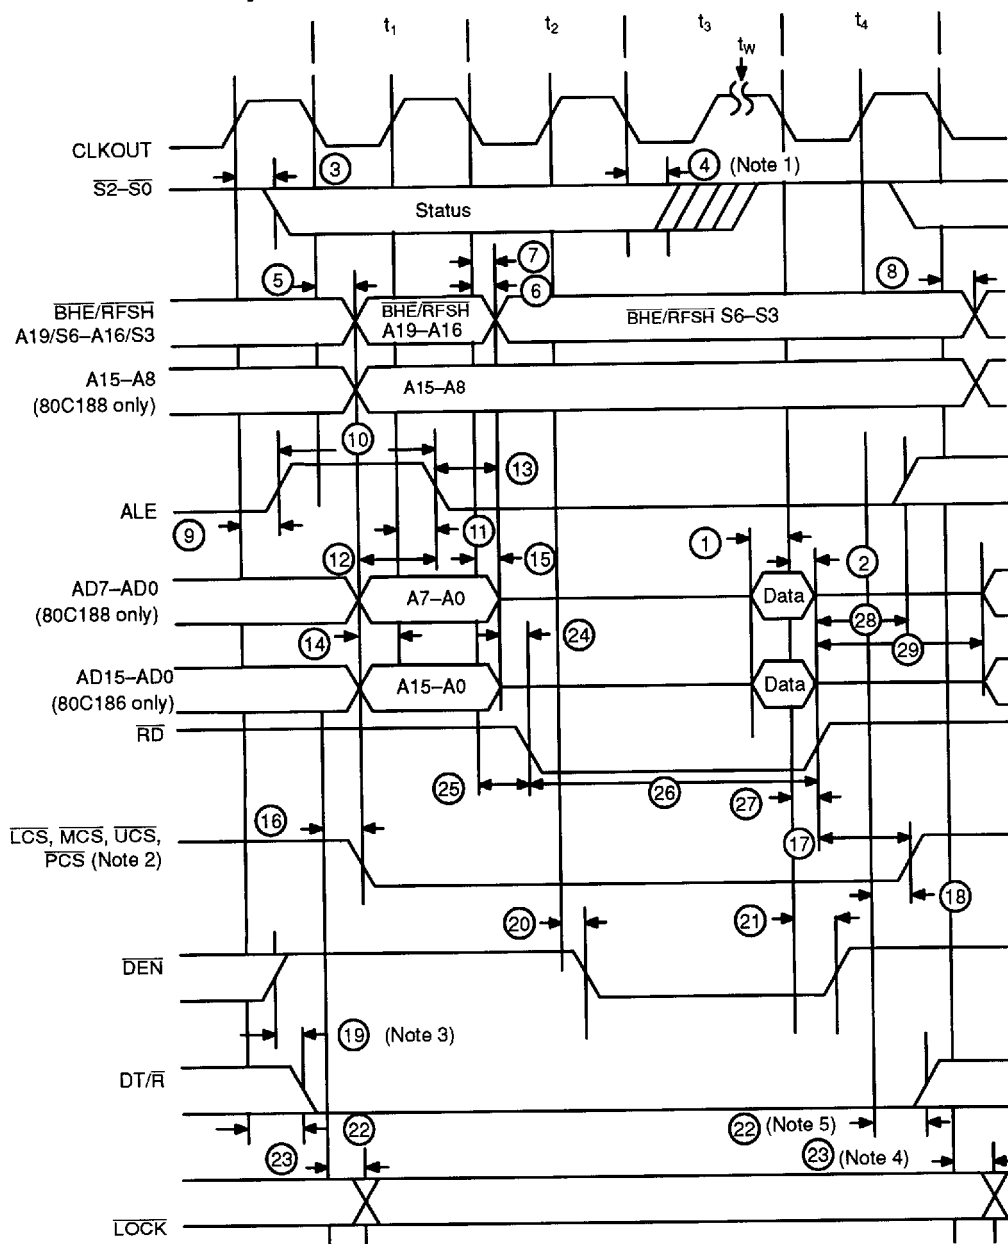 t1 t2 t3 t4
tW
CLKOUT
3
4 (Note 1)
S2–S0
Status
7
5
8
6
BHE/RFSH
A19/S6–A16/S3
BHE/RFSH
A19–A16
BHE/RFSH S6–S3
A15–A8
(80C188 only)
A15–A8
10
13
ALE
9
11
1
12
15
2
AD7–AD0
(80C188 only)
A7–A0
Data
28
14
24
29
AD15–AD0
(80C186 only)
A15–A0
Data
RD
25
26
27
16
LCS, MCS, UCS,
PCS (Note 2)
17
18
20
21
DEN
19 (Note 3)
DT/R
22
22 (Note 5)
23
23 (Note 4)
LOCK